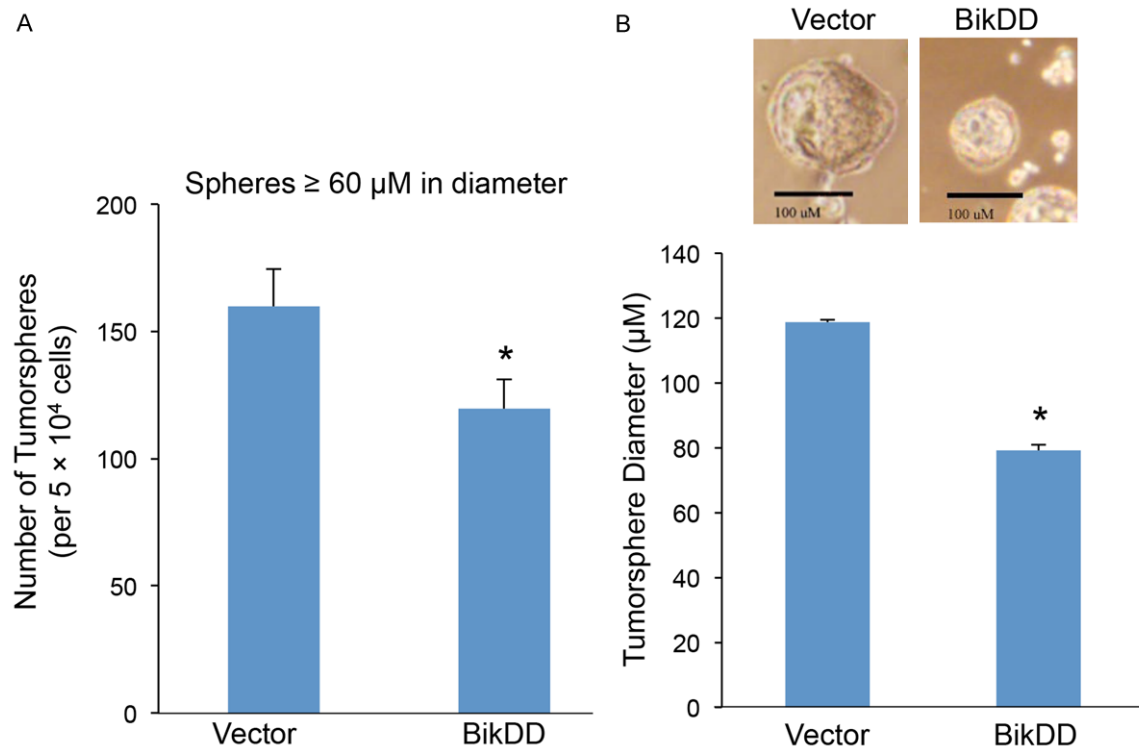 A
Spheres ≥ 60 µM in diameter
Number of Tumorspheres
(per 5 × 10⁴ cells)
200
150
100
50
0
*
Vector
BikDD
B
Vector
BikDD
100 uM
100 uM
Tumorsphere Diameter (µM)
140
120
100
80
60
40
20
0
*
Vector
BikDD